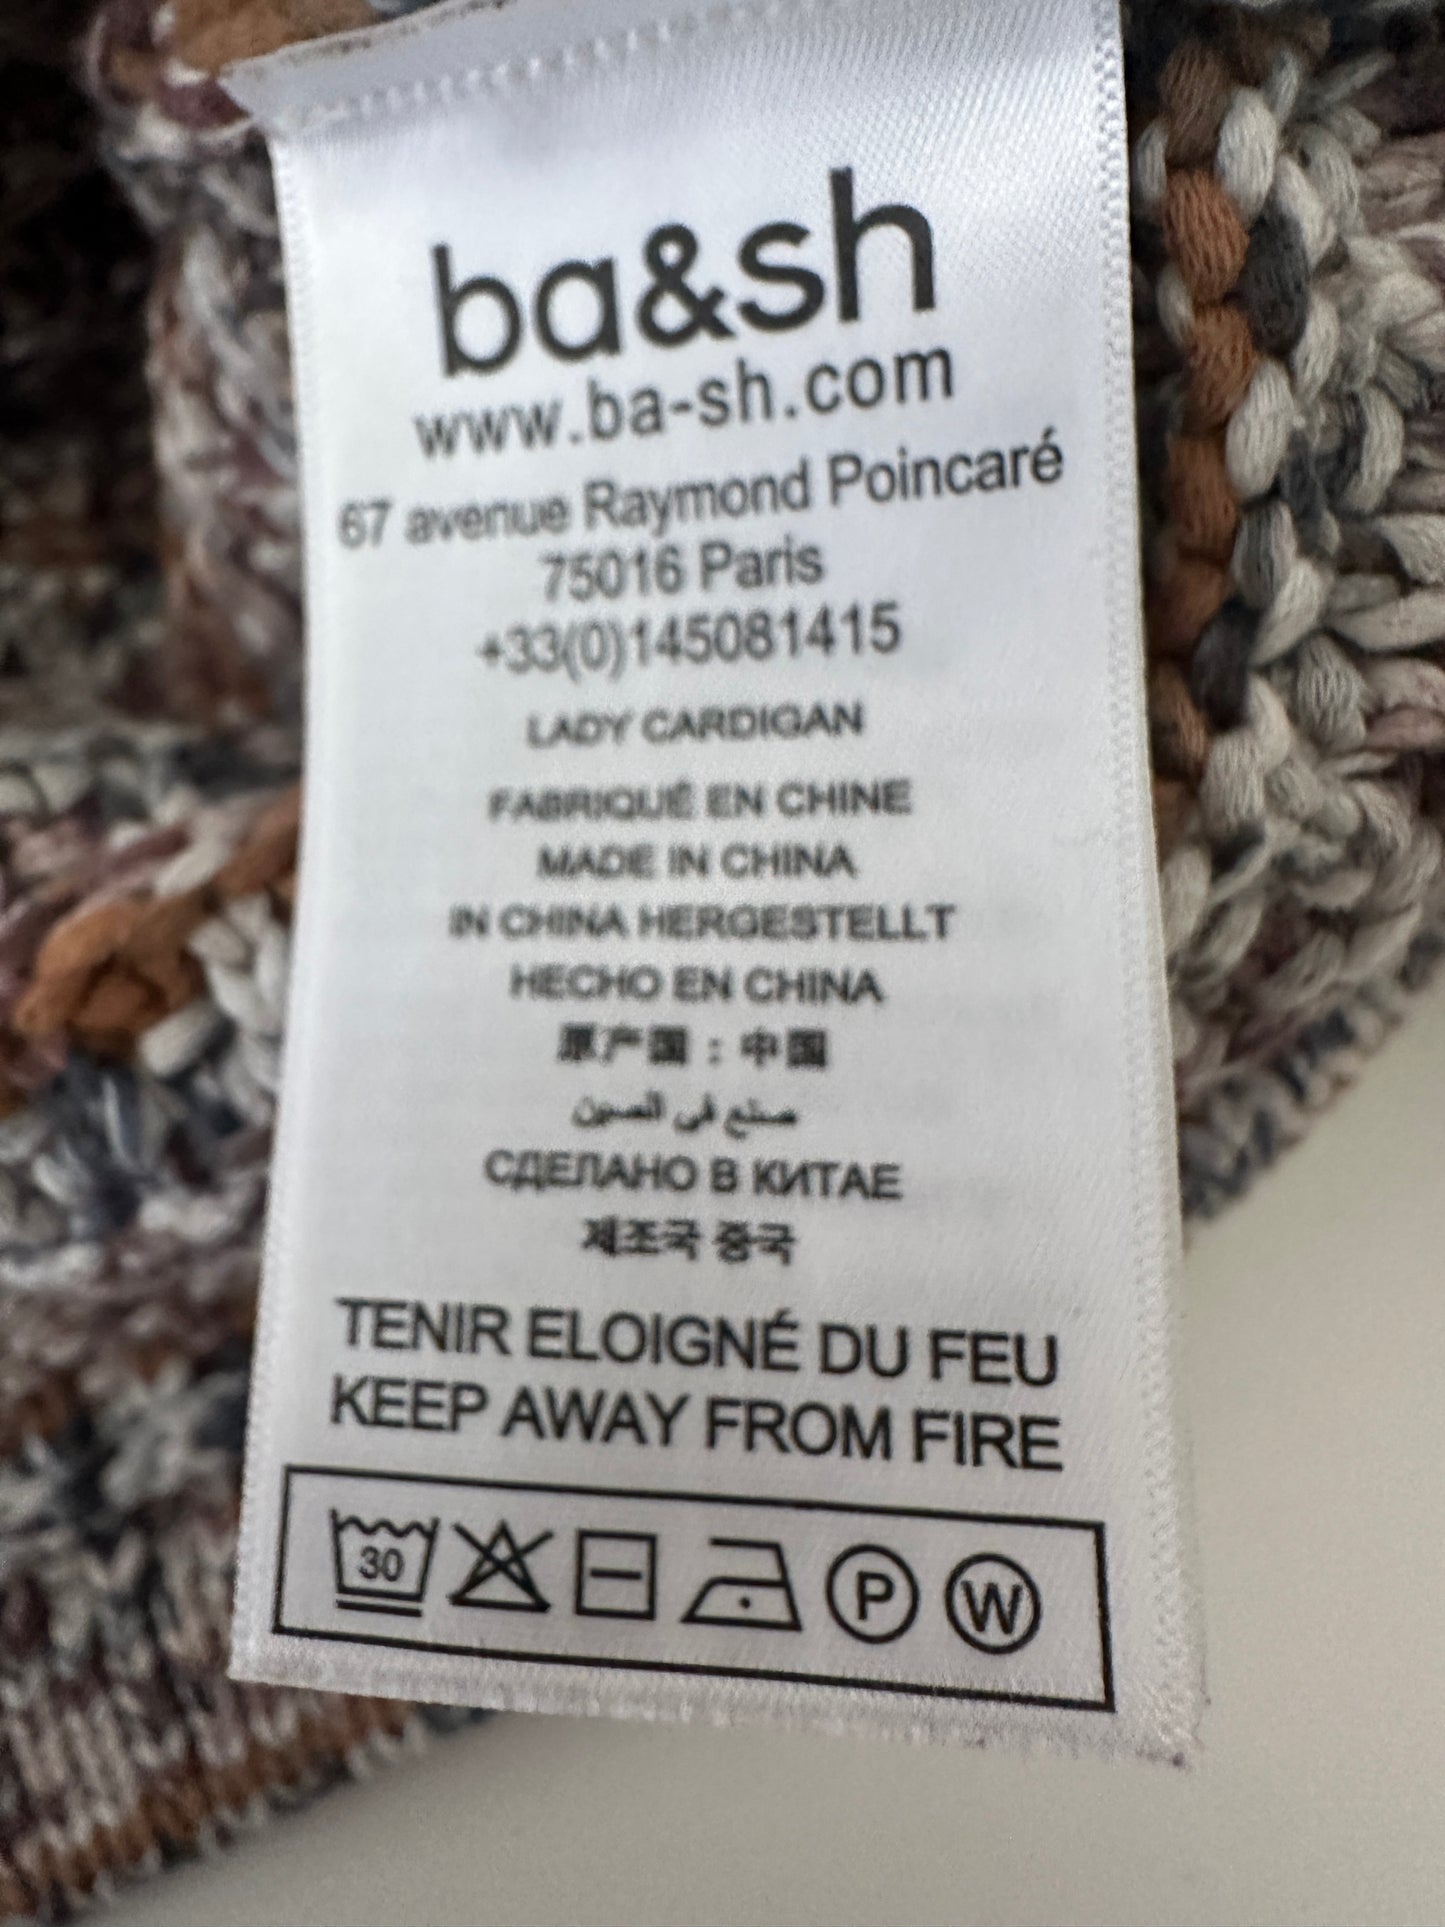 ba&sh
www.ba-sh.com
67 avenue Raymond Poincaré
75016 Paris
+33(0)145081415
LADY CARDIGAN
FABRIQUÉ EN CHINE
MADE IN CHINA
IN CHINA HERGESTELLT
HECHO EN CHINA
原产国：中国
صنع في الصين
СДЕЛАНО В КИТАЕ
제조국 중국
TENIR ELOIGNÉ DU FEU
KEEP AWAY FROM FIRE
30 P W